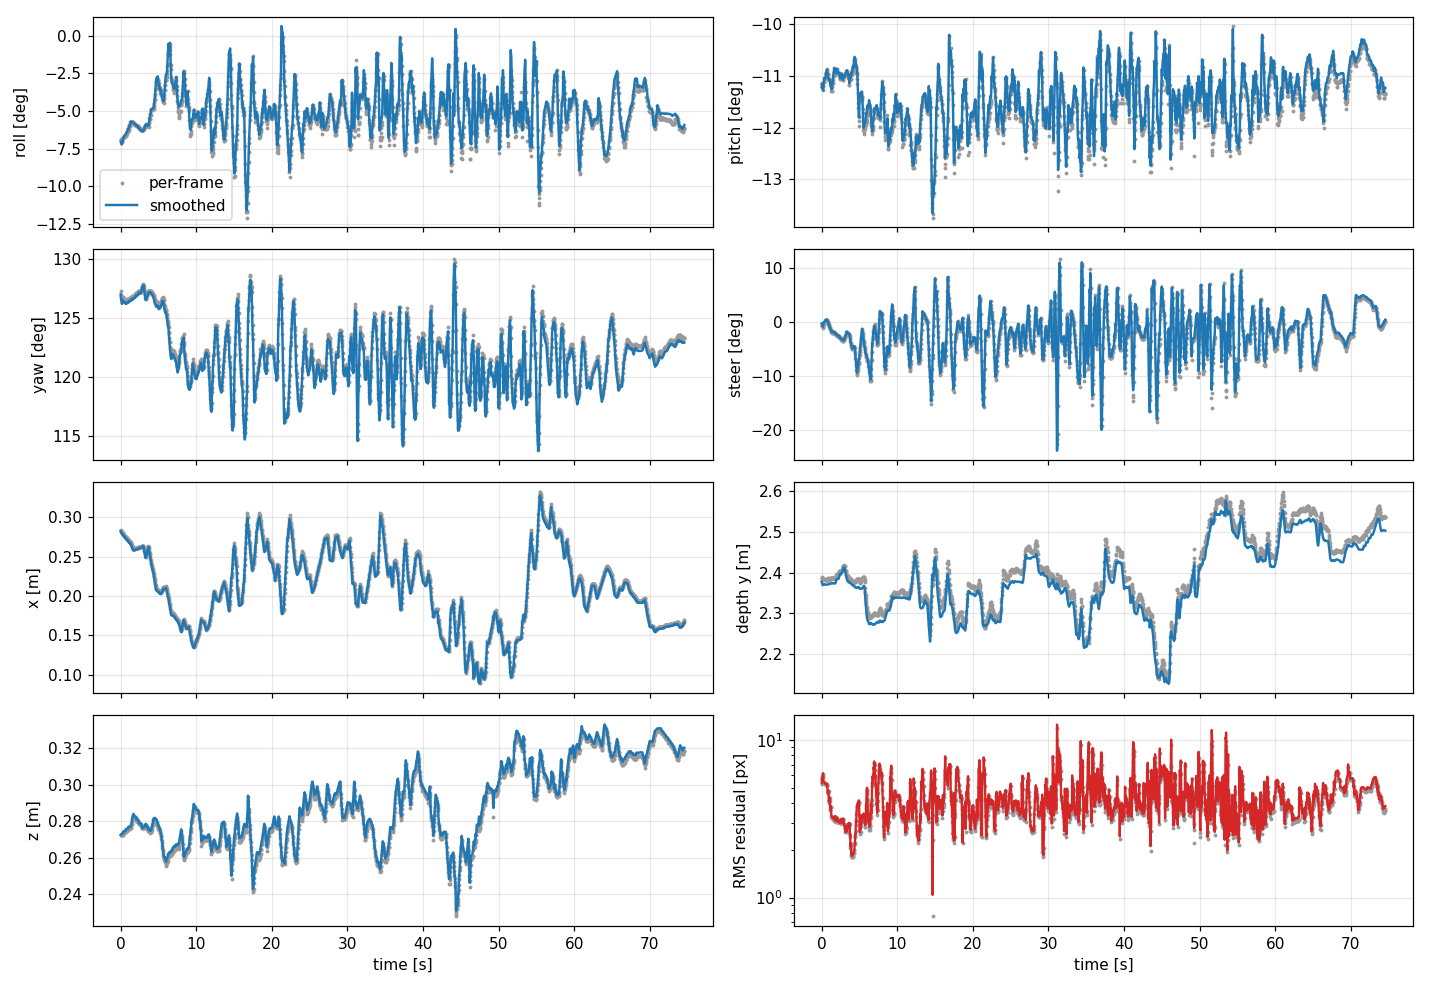 roll [deg]
0.0
−2.5
−5.0
−7.5
−10.0
−12.5
per-frame
smoothed
pitch [deg]
−10
−11
−12
−13
yaw [deg]
130
125
120
115
steer [deg]
10
0
−10
−20
x [m]
0.30
0.25
0.20
0.15
0.10
depth y [m]
2.6
2.5
2.4
2.3
2.2
z [m]
0.32
0.30
0.28
0.26
0.24
0 10 20 30 40 50 60 70
time [s]
RMS residual [px]
10¹
10⁰
0 10 20 30 40 50 60 70
time [s]